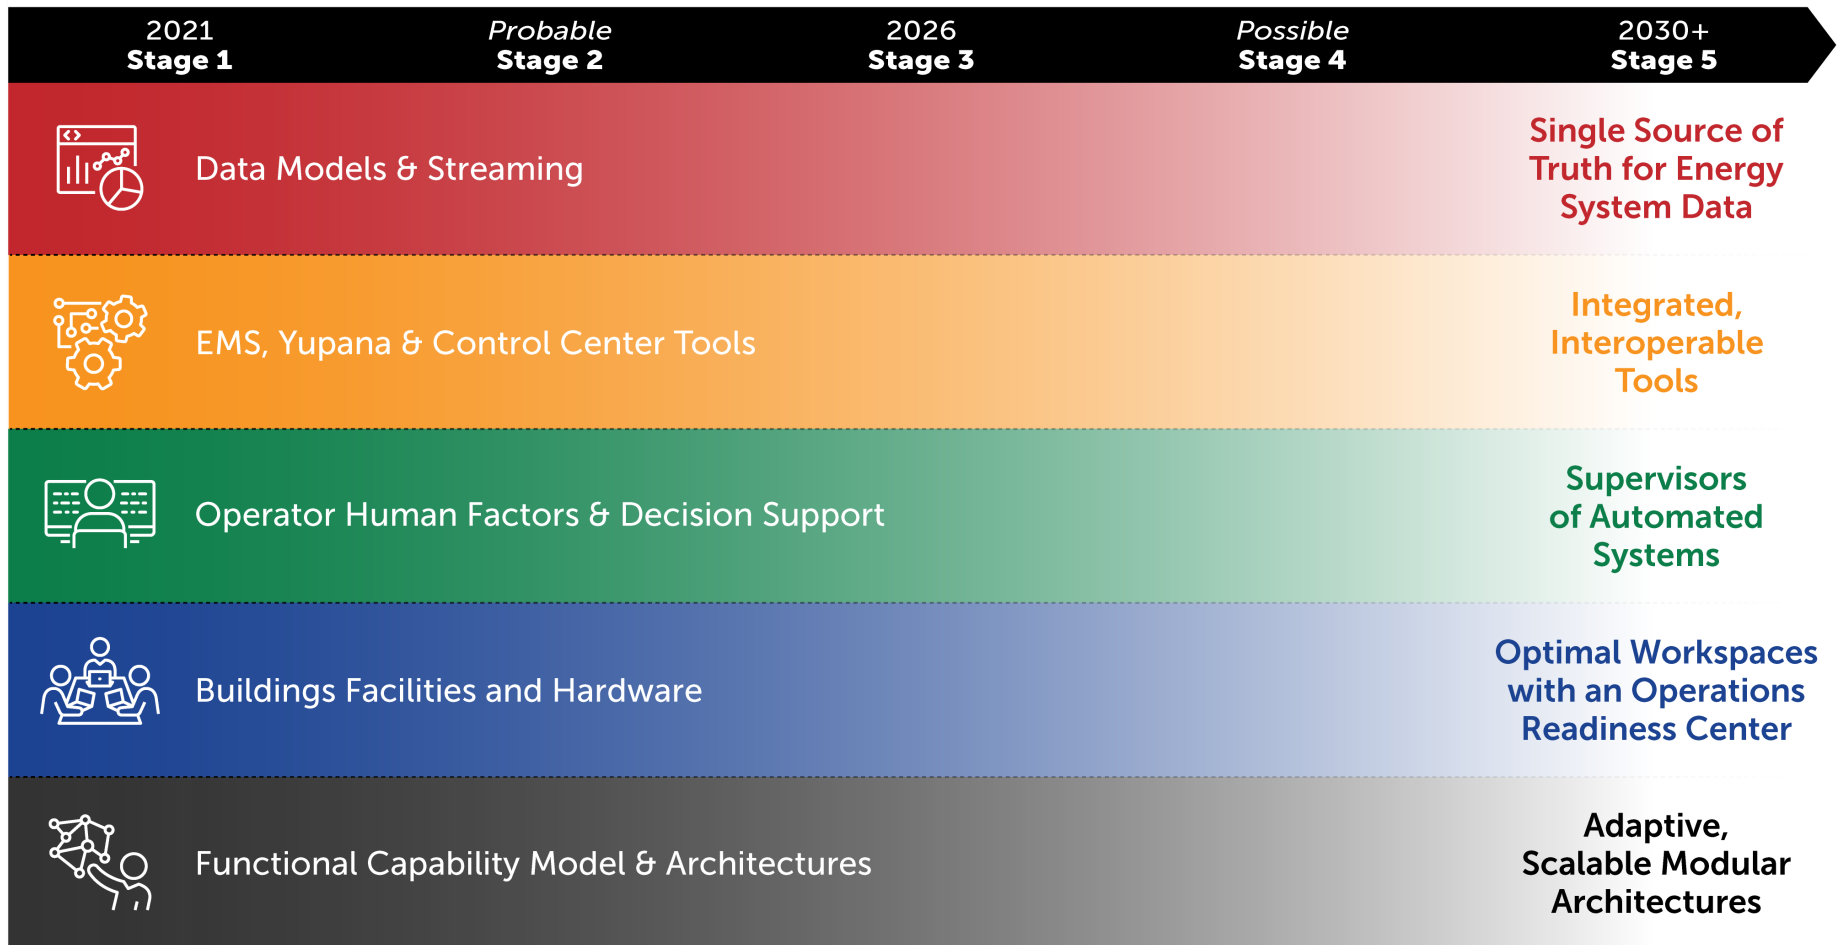 2021
Stage 1
Probable
Stage 2
2026
Stage 3
Possible
Stage 4
2030+
Stage 5
Data Models & Streaming
Single Source of
Truth for Energy
System Data
EMS, Yupana & Control Center Tools
Integrated,
Interoperable
Tools
Operator Human Factors & Decision Support
Supervisors
of Automated
Systems
Buildings Facilities and Hardware
Optimal Workspaces
with an Operations
Readiness Center
Functional Capability Model & Architectures
Adaptive,
Scalable Modular
Architectures